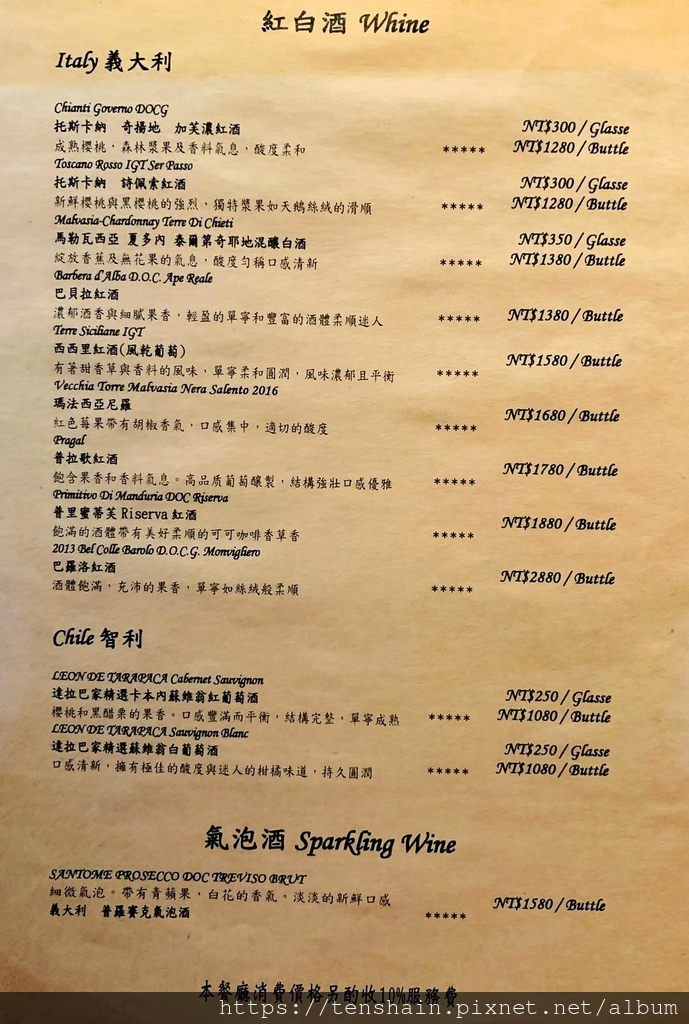 紅白酒 Whine
Italy 義大利
Chianti Governo DOCG
托斯卡納 奇揚地 加芙濃紅酒 NT$300 / Glasse
成熟櫻桃，森林漿果及香料氣息，酸度柔和 ***** NT$1280 / Buttle
Toscano Rosso IGT Ser Passo
托斯卡納 詩佩索紅酒 NT$300 / Glasse
新鮮櫻桃與黑櫻桃的強烈，獨特漿果如天鵝絲絨的滑順 ***** NT$1280 / Buttle
Malvasia-Chardonnay Terre Di Chieti
馬勒瓦西亞 夏多內 泰爾第奇耶地混釀白酒 NT$350 / Glasse
綻放香蕉及無花果的氣息，酸度勻稱口感清新 ***** NT$1380 / Buttle
Barbera d'Alba D.O.C. Ape Reale
巴貝拉紅酒
濃郁酒香與細膩果香，輕盈的單寧和豐富的酒體柔順迷人 ***** NT$1380 / Buttle
Terre Siciliane IGT
西西里紅酒(風乾葡萄) NT$1580 / Buttle
有著甜香草與香料的風味，單寧柔和圓潤，風味濃郁且平衡 *****
Vecchia Torre Malvasia Nera Salento 2016
瑪法西亞尼羅 NT$1680 / Buttle
紅色莓果帶有胡椒香氣，口感集中，適切的酸度 *****
Pragal
普拉歌紅酒 NT$1780 / Buttle
飽含果香和香料氣息。高品質葡萄釀製，結構強壯口感優雅 *****
Primitivo Di Manduria DOC Riserva
普里蜜蒂芙 Riserva 紅酒 NT$1880 / Buttle
飽滿的酒體帶有美好柔順的可可咖啡香草香 *****
2013 Bel Colle Barolo D.O.C.G. Monvigliero
巴羅洛紅酒 NT$2880 / Buttle
酒體飽滿，充沛的果香，單寧如絲絨般柔順 *****
Chile 智利
LEON DE TARAPACA Cabernet Sauvignon
達拉巴家精選卡本內蘇維翁紅葡萄酒 NT$250 / Glasse
櫻桃和黑醋栗的果香。口感豐滿而平衡，結構完整，單寧成熟 ***** NT$1080 / Buttle
LEON DE TARAPACA Sauvignon Blanc
達拉巴家精選蘇維翁白葡萄酒 NT$250 / Glasse
口感清新，擁有極佳的酸度與迷人的柑橘味道，持久圓潤 ***** NT$1080 / Buttle
氣泡酒 Sparkling Wine
SANTOME PROSECCO DOC TREVISO BRUT
細微氣泡。帶有青蘋果，白花的香氣。淡淡的新鮮口感 NT$1580 / Buttle
義大利 普羅賽克氣泡酒 *****
本餐廳消費價格另酌收10%服務費
https://tenshain.pixnet.net/album